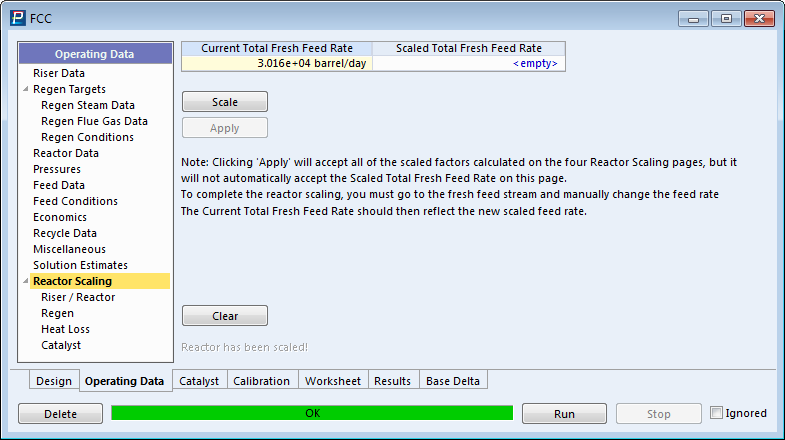 FCC
Operating Data
Riser Data
Regen Targets
Regen Steam Data
Regen Flue Gas Data
Regen Conditions
Reactor Data
Pressures
Feed Data
Feed Conditions
Economics
Recycle Data
Miscellaneous
Solution Estimates
Reactor Scaling
Riser / Reactor
Regen
Heat Loss
Catalyst
Current Total Fresh Feed Rate Scaled Total Fresh Feed Rate
3.016e+04 barrel/day <empty>
Scale
Apply
Note: Clicking 'Apply' will accept all of the scaled factors calculated on the four Reactor Scaling pages, but it
will not automatically accept the Scaled Total Fresh Feed Rate on this page.
To complete the reactor scaling, you must go to the fresh feed stream and manually change the feed rate
The Current Total Fresh Feed Rate should then reflect the new scaled feed rate.
Clear
Reactor has been scaled!
Design Operating Data Catalyst Calibration Worksheet Results Base Delta
Delete OK Run Stop Ignored